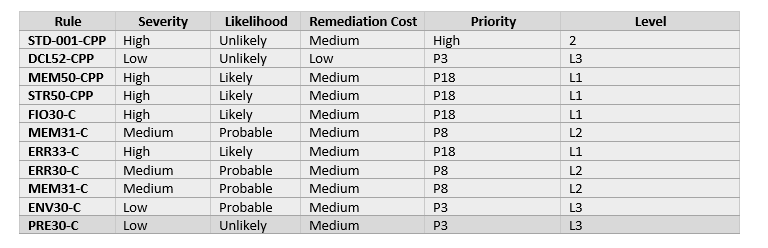 Rule Severity Likelihood Remediation Cost Priority Level
STD-001-CPP High Unlikely Medium High 2
DCL52-CPP Low Unlikely Low P3 L3
MEM50-CPP High Likely Medium P18 L1
STR50-CPP High Likely Medium P18 L1
FIO30-C High Likely Medium P18 L1
MEM31-C Medium Probable Medium P8 L2
ERR33-C High Likely Medium P18 L1
ERR30-C Medium Probable Medium P8 L2
MEM31-C Medium Probable Medium P8 L2
ENV30-C Low Probable Medium P3 L3
PRE30-C Low Unlikely Medium P3 L3